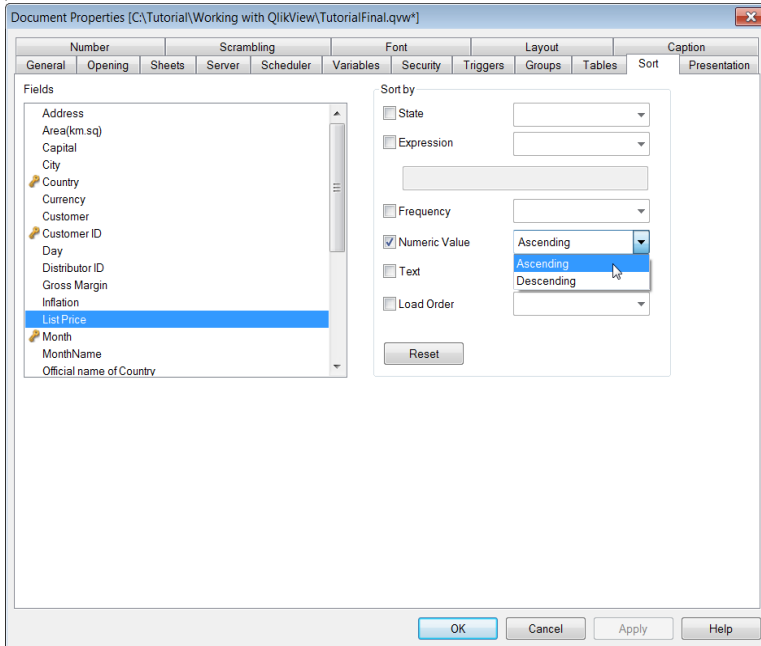 Document Properties [C:\Tutorial\Working with QlikView\TutorialFinal.qvw*]
Number Scrambling Font Layout Caption
General Opening Sheets Server Scheduler Variables Security Triggers Groups Tables Sort Presentation
Fields
Address
Area(km.sq)
Capital
City
Country
Currency
Customer
Customer ID
Day
Distributor ID
Gross Margin
Inflation
List Price
Month
MonthName
Official name of Country
Sort by
State
Expression
Frequency
Numeric Value Ascending
Ascending
Text
Descending
Load Order
Reset
OK Cancel Apply Help